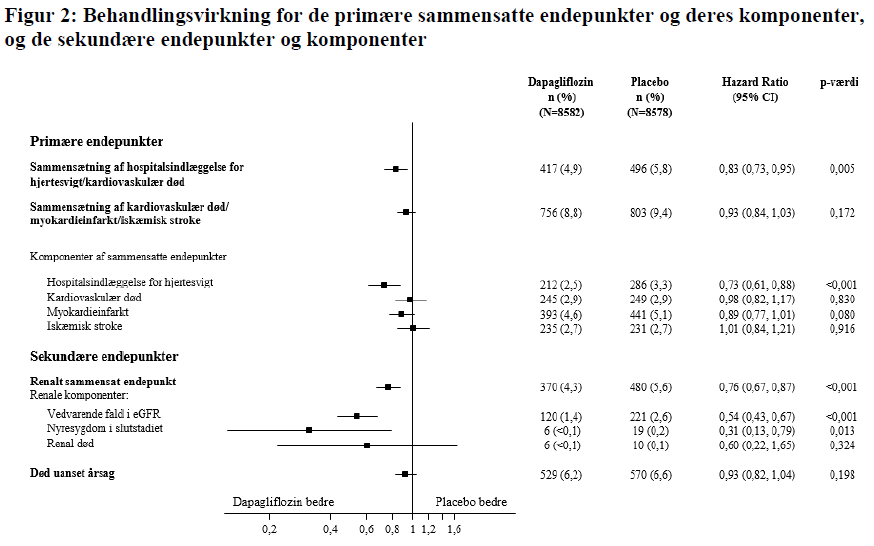 Figur 2: Behandlingsvirkning for de primære sammensatte endepunkter og deres komponenter,
og de sekundære endepunkter og komponenter
Dapagliflozin Placebo Hazard Ratio p-værdi
n (%) n (%) (95% CI)
(N=8582) (N=8578)
Primære endepunkter
Sammensætning af hospitalsindlæggelse for
hjertesvigt/kardiovaskulær død 417 (4,9) 496 (5,8) 0,83 (0,73, 0,95) 0,005
Sammensætning af kardiovaskulær død/
myokardieinfarkt/iskæmisk stroke 756 (8,8) 803 (9,4) 0,93 (0,84, 1,03) 0,172
Komponenter af sammensatte endepunkter
Hospitalsindlæggelse for hjertesvigt 212 (2,5) 286 (3,3) 0,73 (0,61, 0,88) <0,001
Kardiovaskulær død 245 (2,9) 249 (2,9) 0,98 (0,82, 1,17) 0,830
Myokardieinfarkt 393 (4,6) 441 (5,1) 0,89 (0,77, 1,01) 0,080
Iskæmisk stroke 235 (2,7) 231 (2,7) 1,01 (0,84, 1,21) 0,916
Sekundære endepunkter
Renalt sammensat endepunkt 370 (4,3) 480 (5,6) 0,76 (0,67, 0,87) <0,001
Renale komponenter:
Vedvarende fald i eGFR 120 (1,4) 221 (2,6) 0,54 (0,43, 0,67) <0,001
Nyresygdom i slutstadiet 6 (<0,1) 19 (0,2) 0,31 (0,13, 0,79) 0,013
Renal død 6 (<0,1) 10 (0,1) 0,60 (0,22, 1,65) 0,324
Død uanset årsag 529 (6,2) 570 (6,6) 0,93 (0,82, 1,04) 0,198
Dapagliflozin bedre Placebo bedre
0,2 0,4 0,6 0,8 1 1,2 1,6